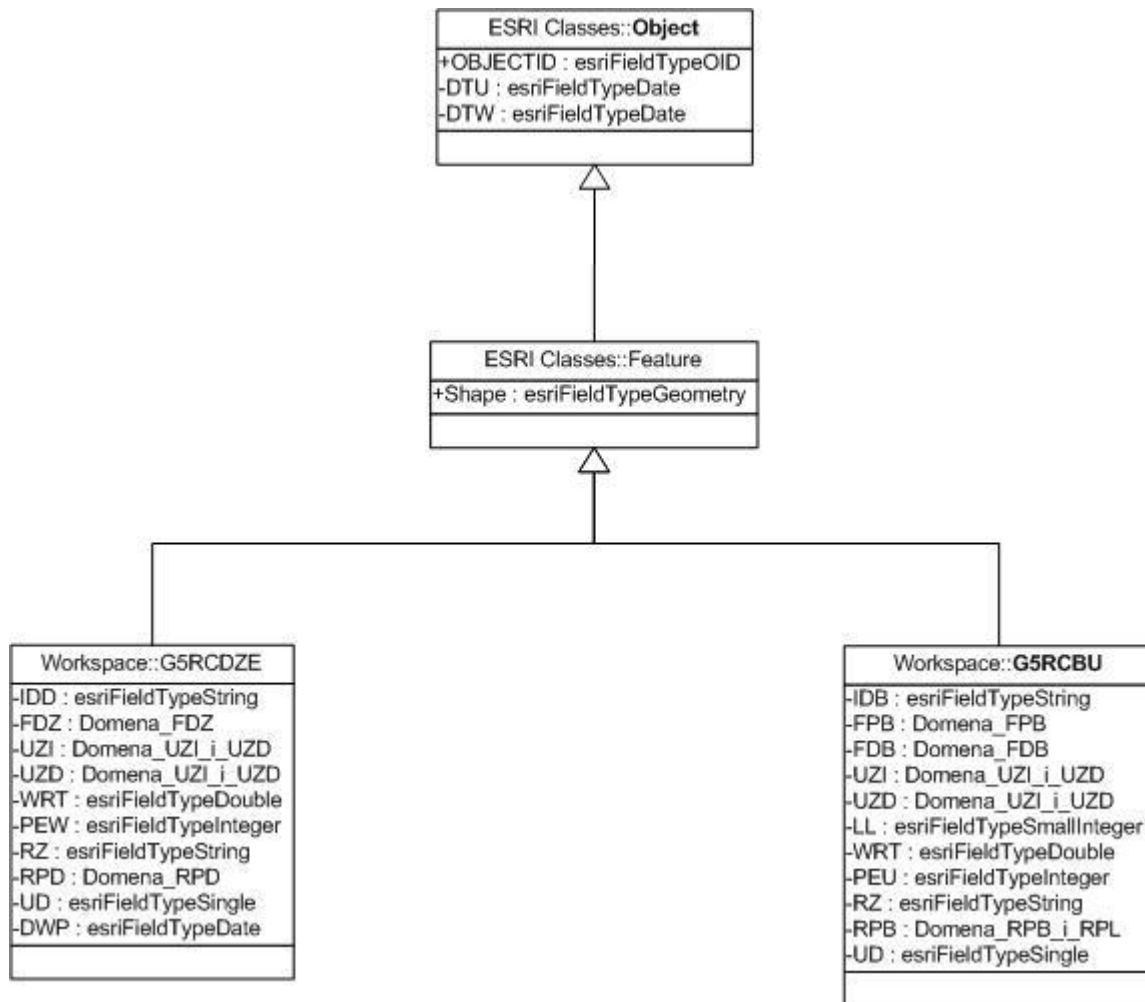 ESRI Classes::Object
+OBJECTID : esriFieldTypeOID
-DTU : esriFieldTypeDate
-DTW : esriFieldTypeDate
ESRI Classes::Feature
+Shape : esriFieldTypeGeometry
Workspace::G5RCDZE
-IDD : esriFieldTypeString
-FDZ : Domena_FDZ
-UZI : Domena_UZI_i_UZD
-UZD : Domena_UZI_i_UZD
-WRT : esriFieldTypeDouble
-PEW : esriFieldTypeInteger
-RZ : esriFieldTypeString
-RPD : Domena_RPD
-UD : esriFieldTypeSingle
-DWP : esriFieldTypeDate
Workspace::G5RCBU
-IDB : esriFieldTypeString
-FPB : Domena_FPB
-FDB : Domena_FDB
-UZI : Domena_UZI_i_UZD
-UZD : Domena_UZI_i_UZD
-LL : esriFieldTypeSmallInteger
-WRT : esriFieldTypeDouble
-PEU : esriFieldTypeInteger
-RZ : esriFieldTypeString
-RPB : Domena_RPB_i_RPL
-UD : esriFieldTypeSingle